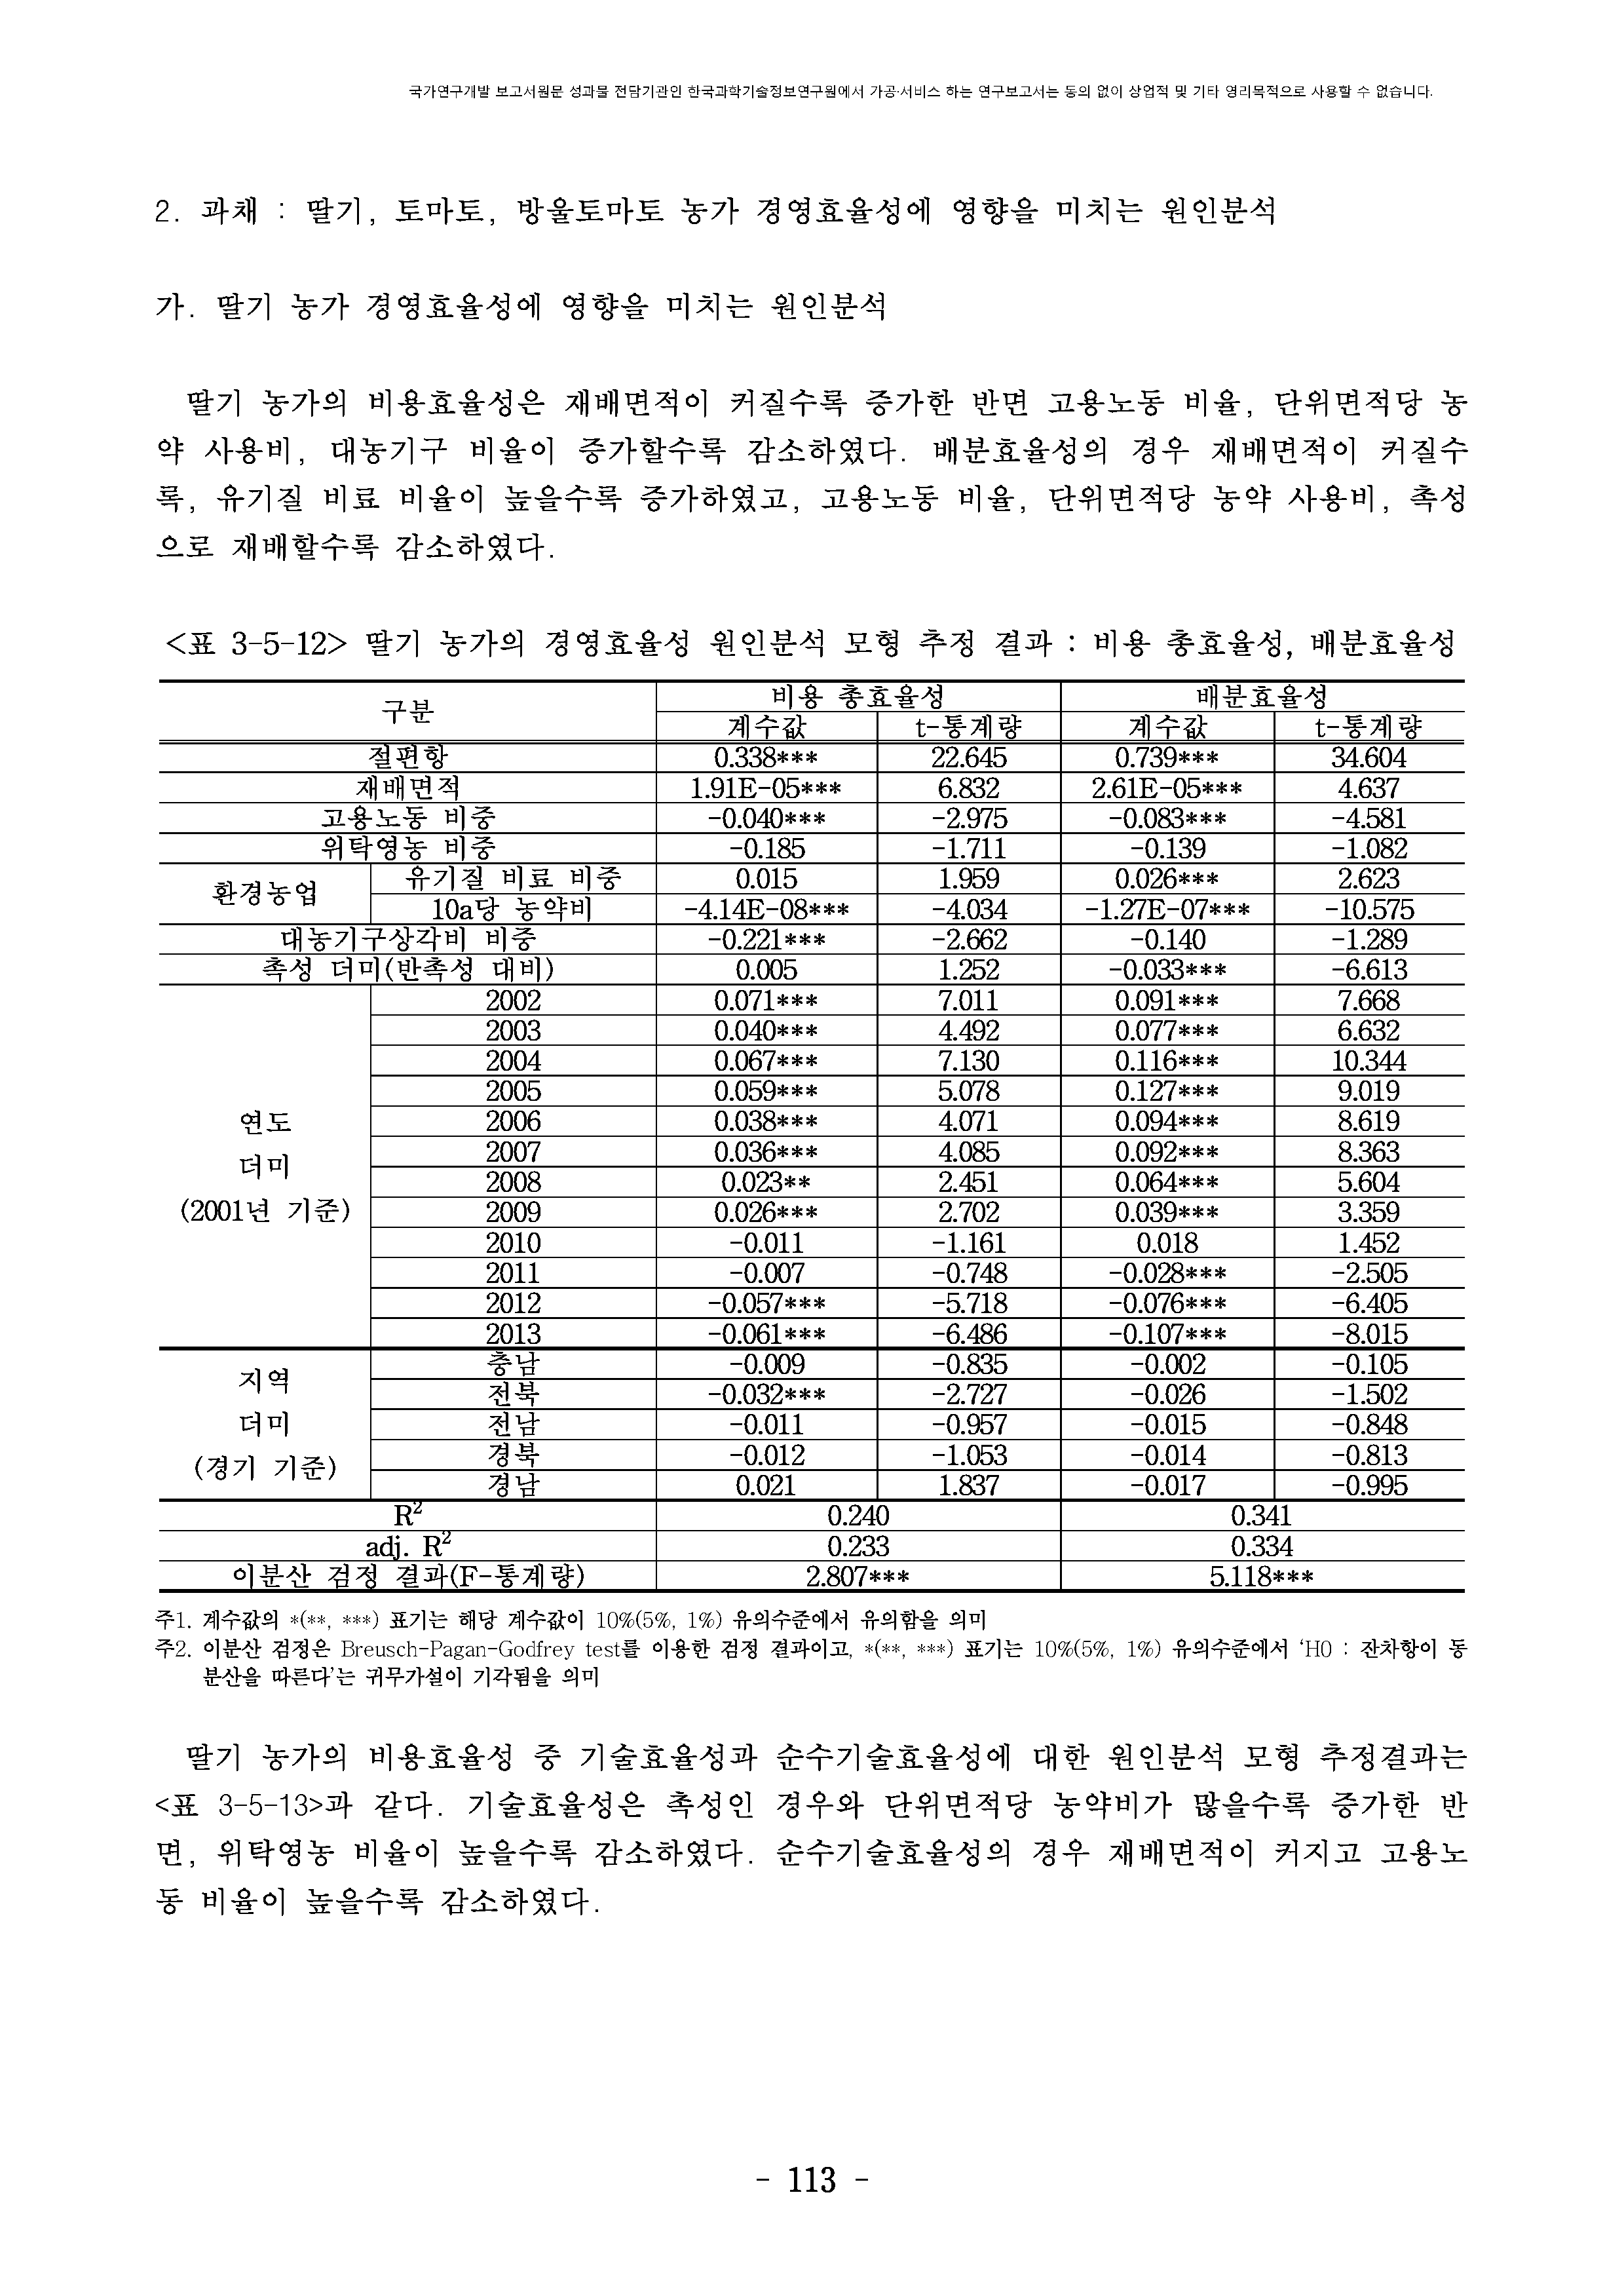 국가연구개발 보고서원문 성과물 전담기관인 한국과학기술정보연구원에서 가공·서비스 하는 연구보고서는 동의 없이 상업적 및 기타 영리목적으로 사용할 수 없습니다.
2. 과채 : 딸기, 토마토, 방울토마토 농가 경영효율성에 영향을 미치는 원인분석
가. 딸기 농가 경영효율성에 영향을 미치는 원인분석
딸기 농가의 비용효율성은 재배면적이 커질수록 증가한 반면 고용노동 비율, 단위면적당 농
약 사용비, 대농기구 비율이 증가할수록 감소하였다. 배분효율성의 경우 재배면적이 커질수
록, 유기질 비료 비율이 높을수록 증가하였고, 고용노동 비율, 단위면적당 농약 사용비, 촉성
으로 재배할수록 감소하였다.
<표 3-5-12> 딸기 농가의 경영효율성 원인분석 모형 추정 결과 : 비용 총효율성, 배분효율성
구분 비용 총효율성 배분효율성
계수값 t-통계량 계수값 t-통계량
절편항 0.338*** 22.645 0.739*** 34.604
재배면적 1.91E-05*** 6.832 2.61E-05*** 4.637
고용노동 비중 -0.040*** -2.975 -0.083*** -4.581
위탁영농 비중 -0.185 -1.711 -0.139 -1.082
환경농업 유기질 비료 비중 0.015 1.959 0.026*** 2.623
10a당 농약비 -4.14E-08*** -4.034 -1.27E-07*** -10.575
대농기구상각비 비중 -0.221*** -2.662 -0.140 -1.289
촉성 더미(반촉성 대비) 0.005 1.252 -0.033*** -6.613
연도 더미 (2001년 기준) 2002 0.071*** 7.011 0.091*** 7.668
2003 0.040*** 4.492 0.077*** 6.632
2004 0.067*** 7.130 0.116*** 10.344
2005 0.059*** 5.078 0.127*** 9.019
2006 0.038*** 4.071 0.094*** 8.619
2007 0.036*** 4.085 0.092*** 8.363
2008 0.023** 2.451 0.064*** 5.604
2009 0.026*** 2.702 0.039*** 3.359
2010 -0.011 -1.161 0.018 1.452
2011 -0.007 -0.748 -0.028*** -2.505
2012 -0.057*** -5.718 -0.076*** -6.405
2013 -0.061*** -6.486 -0.107*** -8.015
지역 더미 (경기 기준) 충남 -0.009 -0.835 -0.002 -0.105
전북 -0.032*** -2.727 -0.026 -1.502
전남 -0.011 -0.957 -0.015 -0.848
경북 -0.012 -1.053 -0.014 -0.813
경남 0.021 1.837 -0.017 -0.995
R² 0.240 0.341
adj. R² 0.233 0.334
이분산 검정 결과(F-통계량) 2.807*** 5.118***
주1. 계수값의 *(**, ***) 표기는 해당 계수값이 10%(5%, 1%) 유의수준에서 유의함을 의미
주2. 이분산 검정은 Breusch-Pagan-Godfrey test를 이용한 검정 결과이고, *(**, ***) 표기는 10%(5%, 1%) 유의수준에서 ‘H0 : 잔차항이 동
분산을 따른다’는 귀무가설이 기각됨을 의미
딸기 농가의 비용효율성 중 기술효율성과 순수기술효율성에 대한 원인분석 모형 추정결과는
<표 3-5-13>과 같다. 기술효율성은 촉성인 경우와 단위면적당 농약비가 많을수록 증가한 반
면, 위탁영농 비율이 높을수록 감소하였다. 순수기술효율성의 경우 재배면적이 커지고 고용노
동 비율이 높을수록 감소하였다.
- 113 -